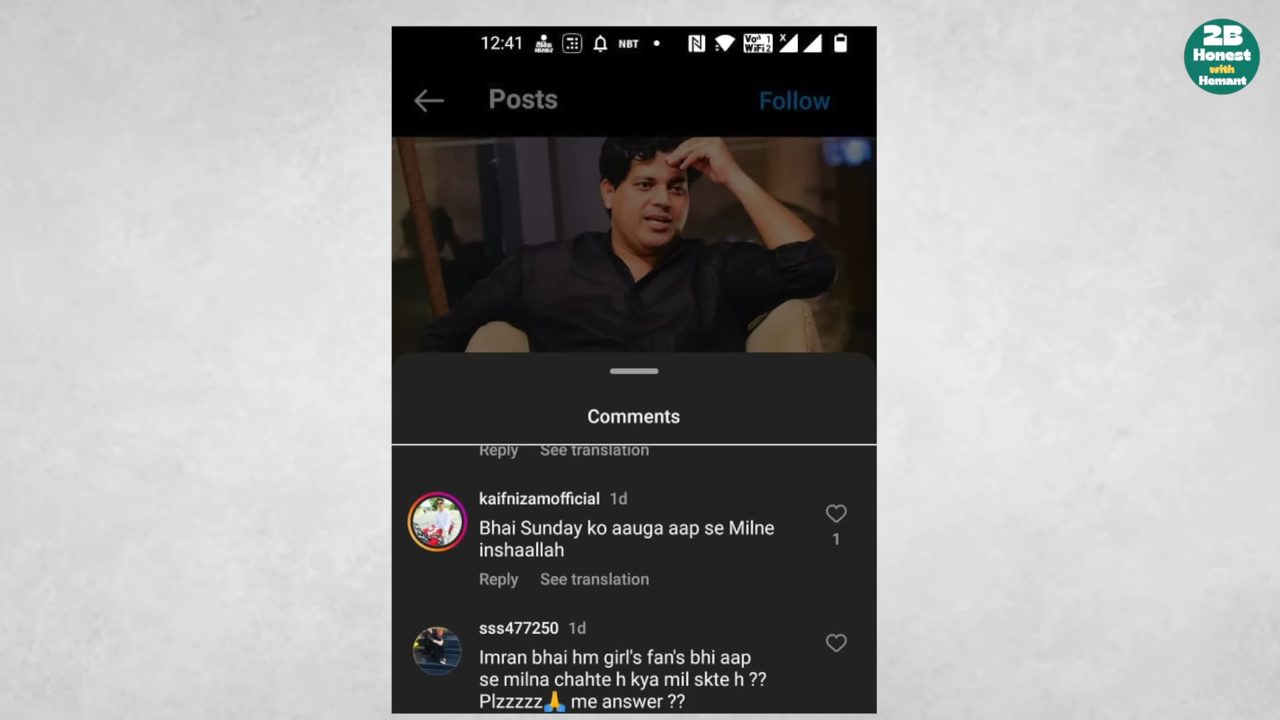 2B
Honest
with
Hemant
12:41 NBT
Posts Follow
Comments
Reply See translation
kaifnizamofficial 1d
Bhai Sunday ko aauga aap se Milne
inshaallah
1
Reply See translation
sss477250 1d
Imran bhai hm girl's fan's bhi aap
se milna chahte h kya mil skte h ??
Plzzzzz🙏 me answer ??